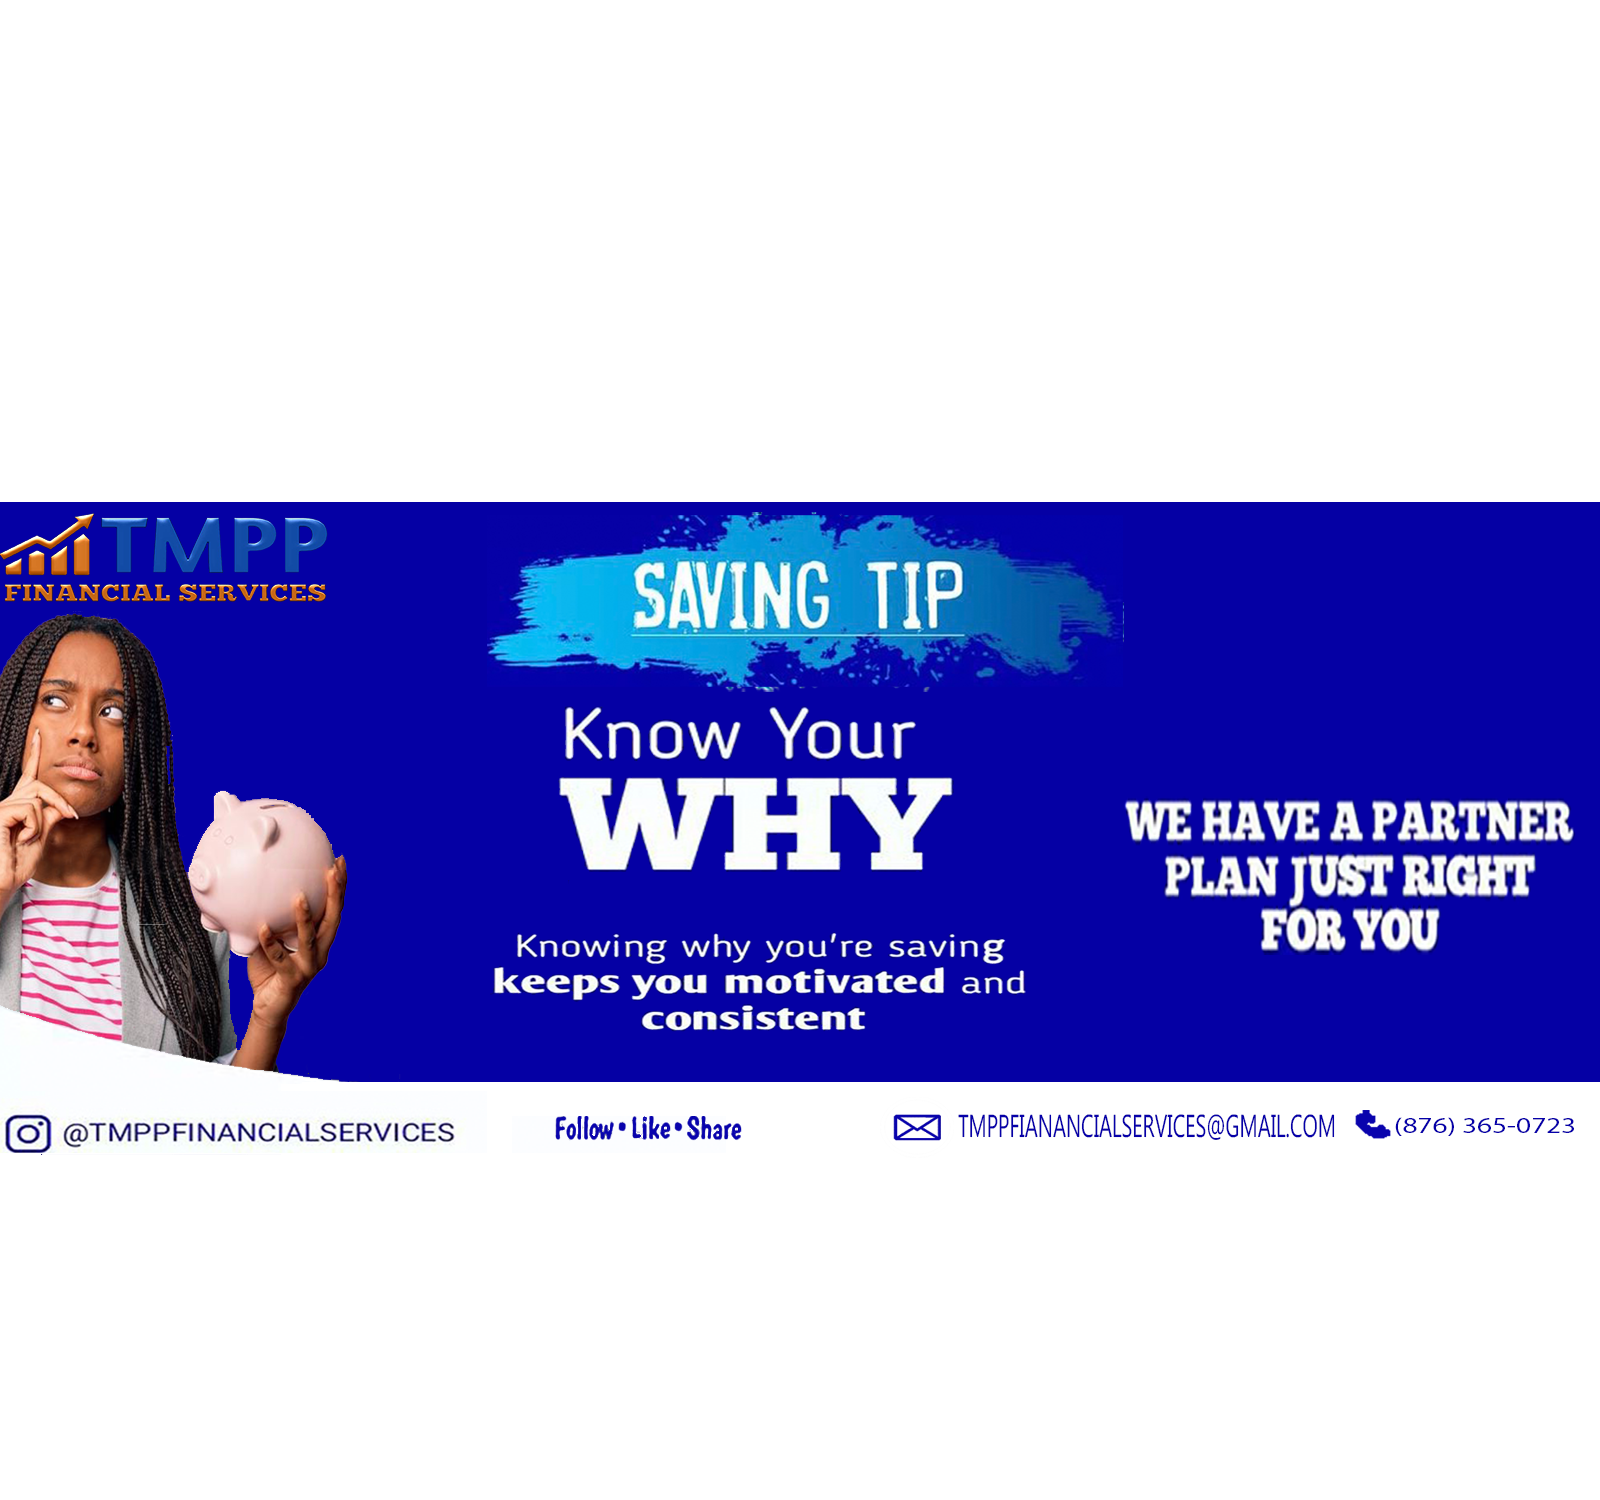 TMPP
FINANCIAL SERVICES
SAVING TIP
Know Your
WHY
Knowing why you're saving
keeps you motivated and
consistent
WE HAVE A PARTNER
PLAN JUST RIGHT
FOR YOU
@TMPPFINANCIALSERVICES
Follow • Like • Share
TMPPFIANANCIALSERVICES@GMAIL.COM
(876) 365-0723